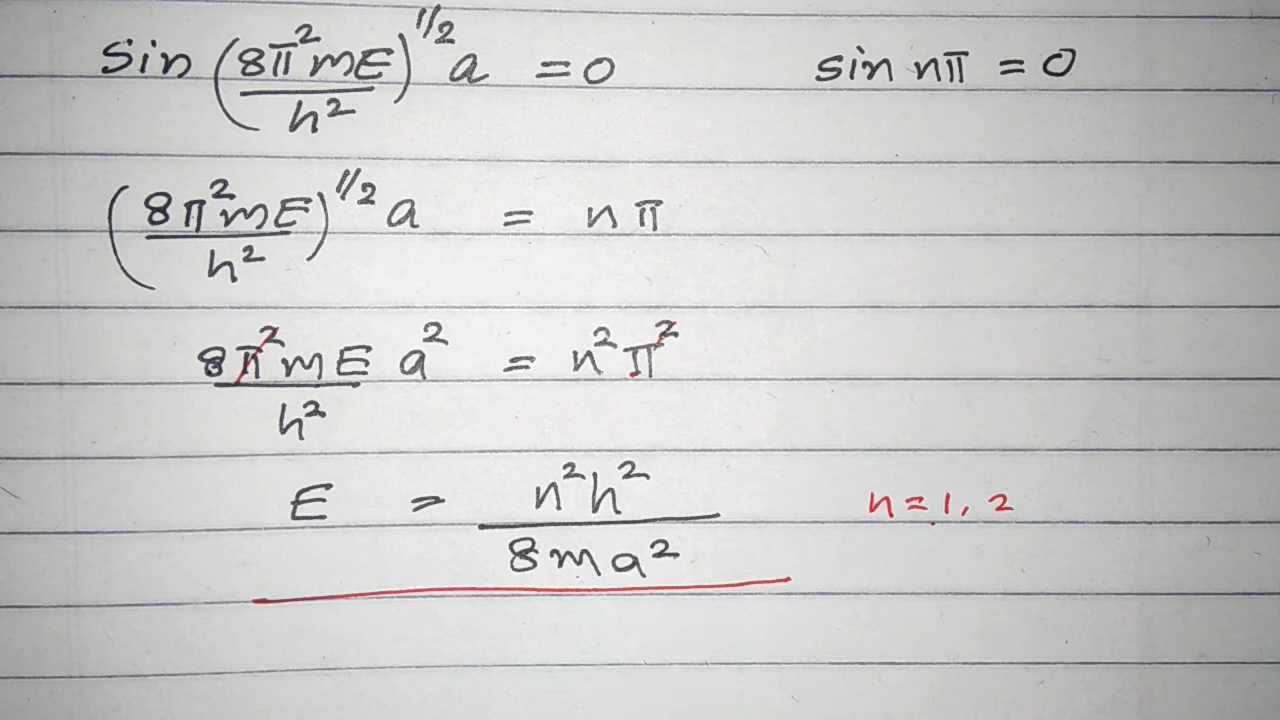 Sin (8π²mE/h²)^1/2 a = 0 sin nπ = 0
(8π²mE/h²)^1/2 a = nπ
8π²mE/h² a² = n²π²
E = n²h²/8ma² n = 1, 2